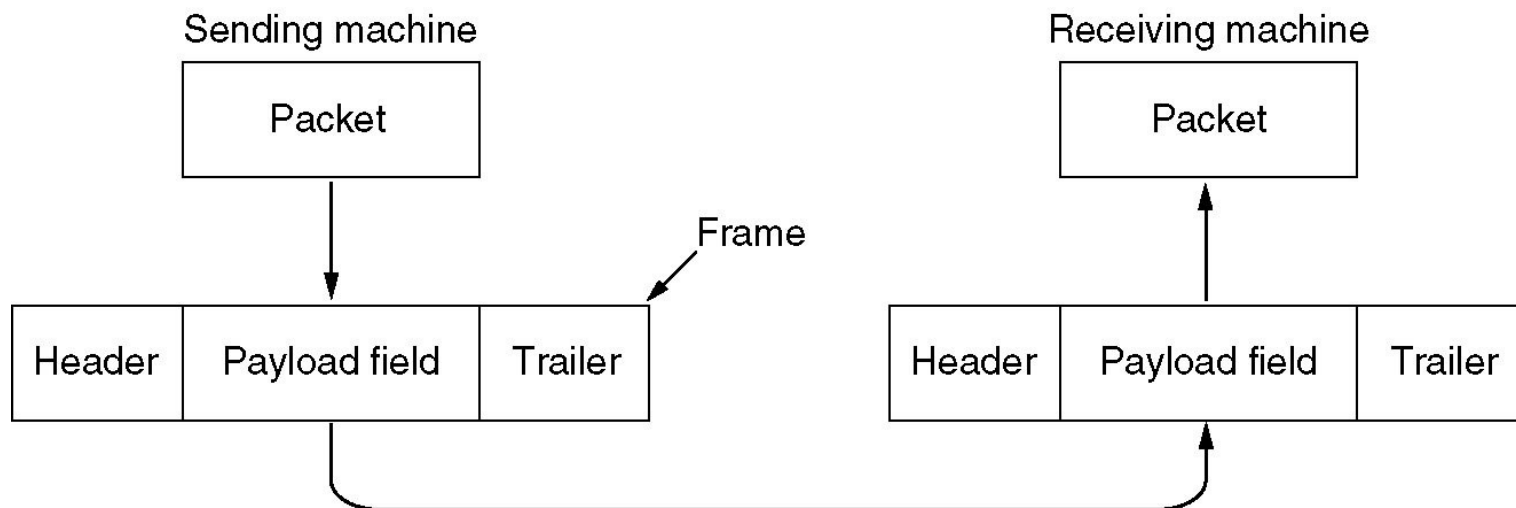 Sending machine
Receiving machine
Packet
Packet
Frame
Header
Payload field
Trailer
Header
Payload field
Trailer